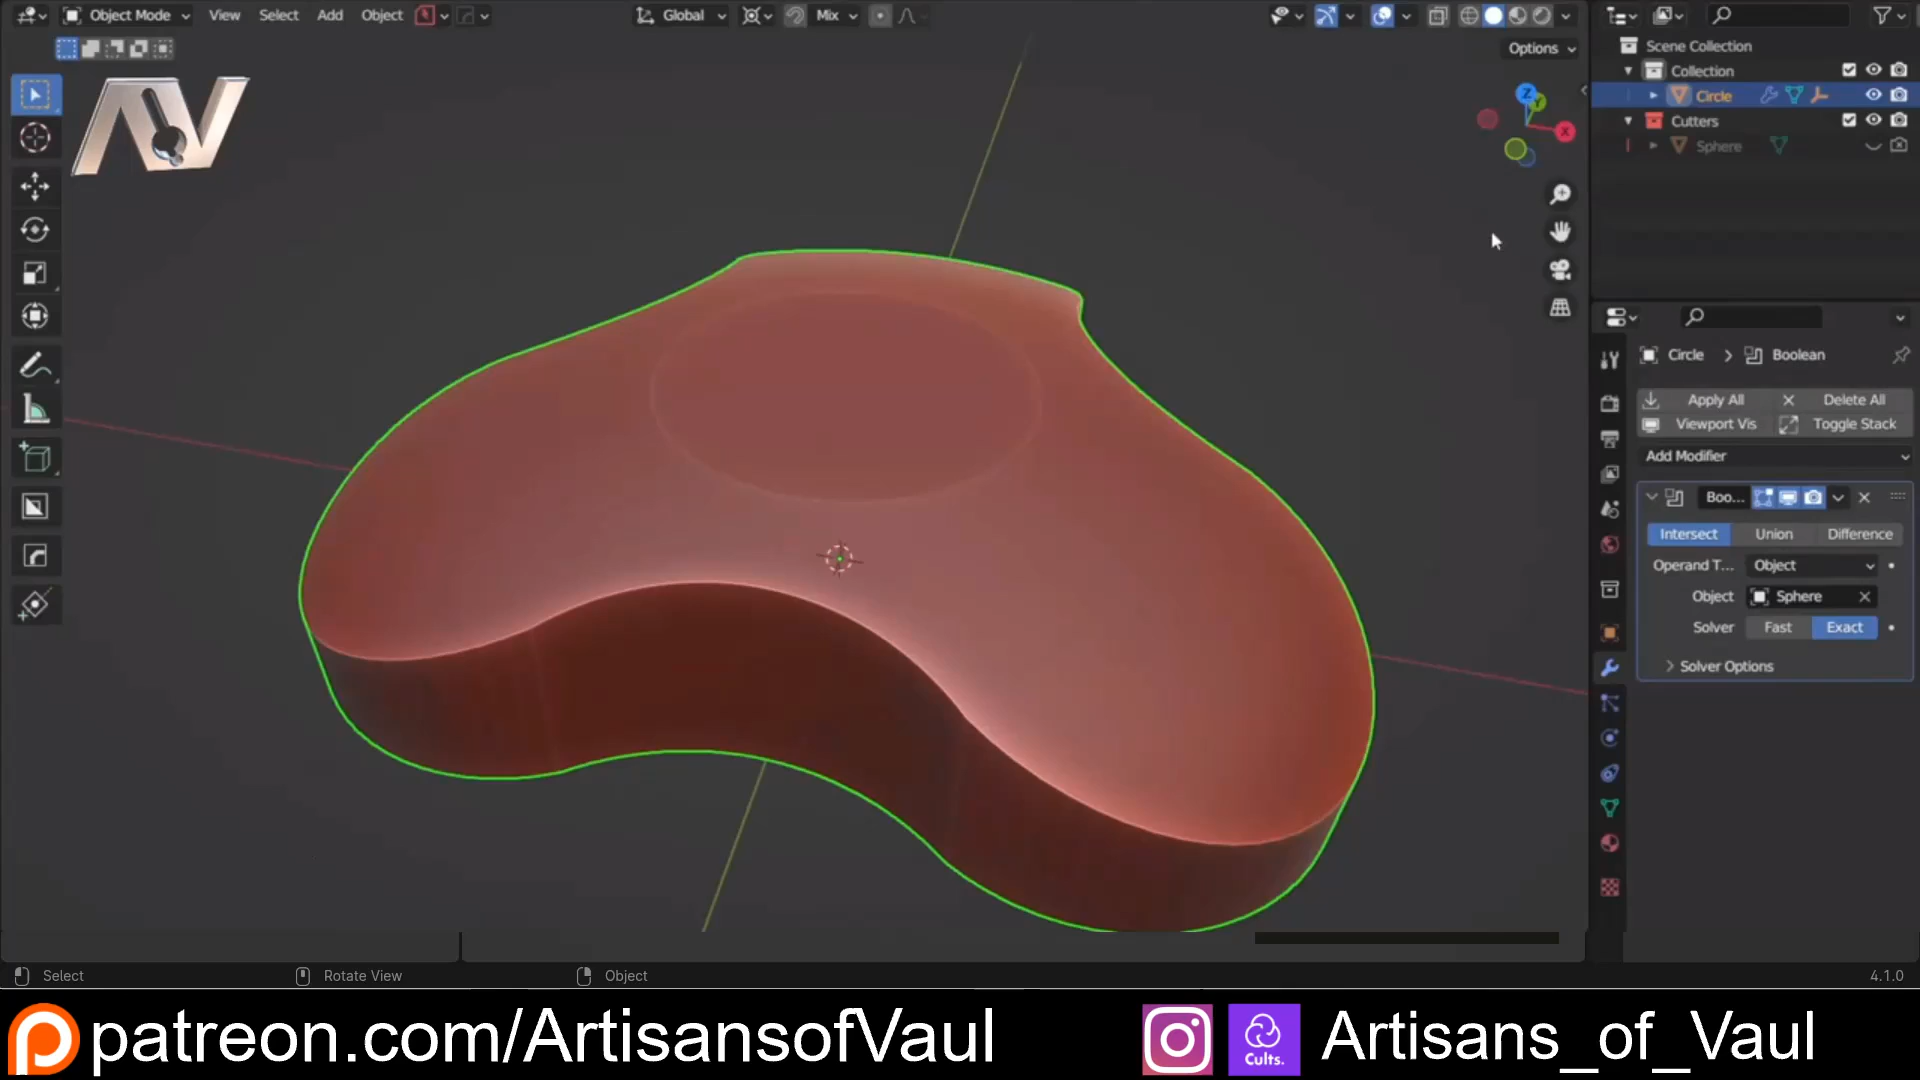 Object Mode View Select Add Object Global Mix
Options
Z
Y
X
Scene Collection
Collection
Circle
Cutters
Sphere
Circle > Boolean
Apply All Delete All
Viewport Vis Toggle Stack
Add Modifier
Boo...
Intersect Union Difference
Operand T... Object
Object Sphere
Solver Fast Exact
Solver Options
Select Rotate View Object 4.1.0
patreon.com/ArtisansofVaul Cults. Artisans_of_Vaul